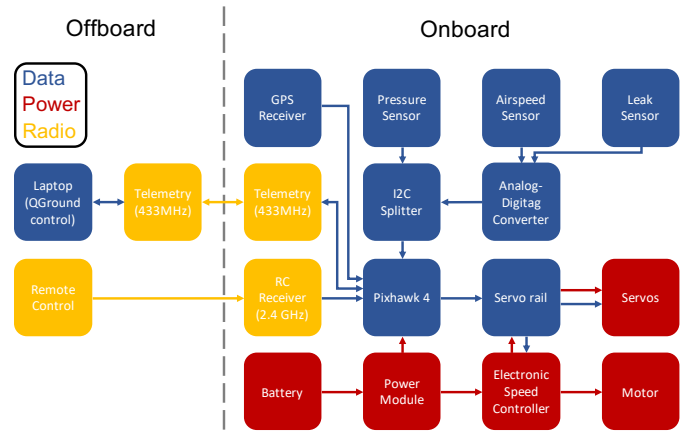 Offboard
Onboard
Data
Power
Radio
GPS
Receiver
Pressure
Sensor
Airspeed
Sensor
Leak
Sensor
Laptop
(QGround
control)
Telemetry
(433MHz)
Telemetry
(433MHz)
I2C
Splitter
Analog-
Digitag
Converter
Remote
Control
RC
Receiver
(2.4 GHz)
Pixhawk 4
Servo rail
Servos
Battery
Power
Module
Electronic
Speed
Controller
Motor